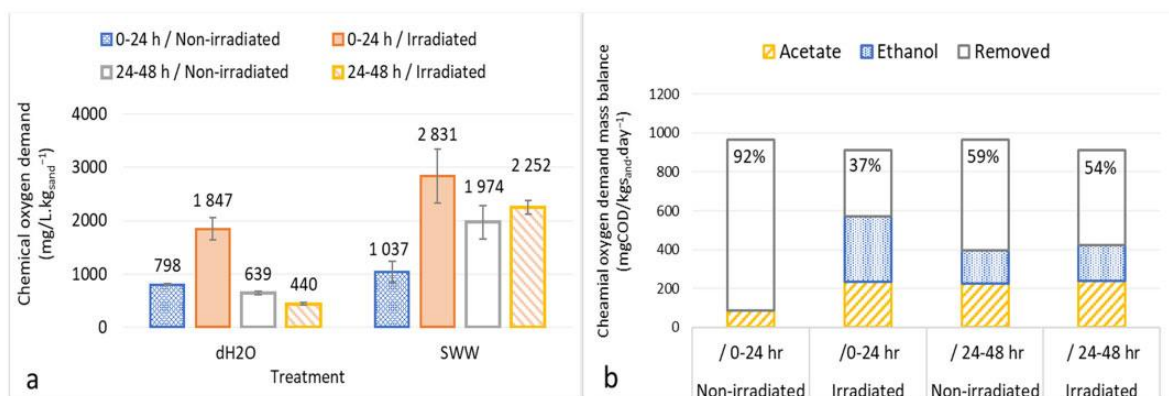 0-24 h / Non-irradiated
0-24 h / Irradiated
24-48 h / Non-irradiated
24-48 h / Irradiated
Chemical oxygen demand
(mg/L.kgsand⁻¹)
4000
3000
2000
1000
0
798
1 847
639
440
1 037
2 831
1 974
2 252
dH2O
SWW
Treatment
a
Acetate
Ethanol
Removed
Cheamial oxygen demand mass balance
(mgCOD/kgsand.day⁻¹)
1200
1000
800
600
400
200
0
92%
37%
59%
54%
/ 0-24 hr
/0-24 hr
/ 24-48 hr
/ 24-48 hr
Non-irradiated
Irradiated
Non-irradiated
Irradiated
b